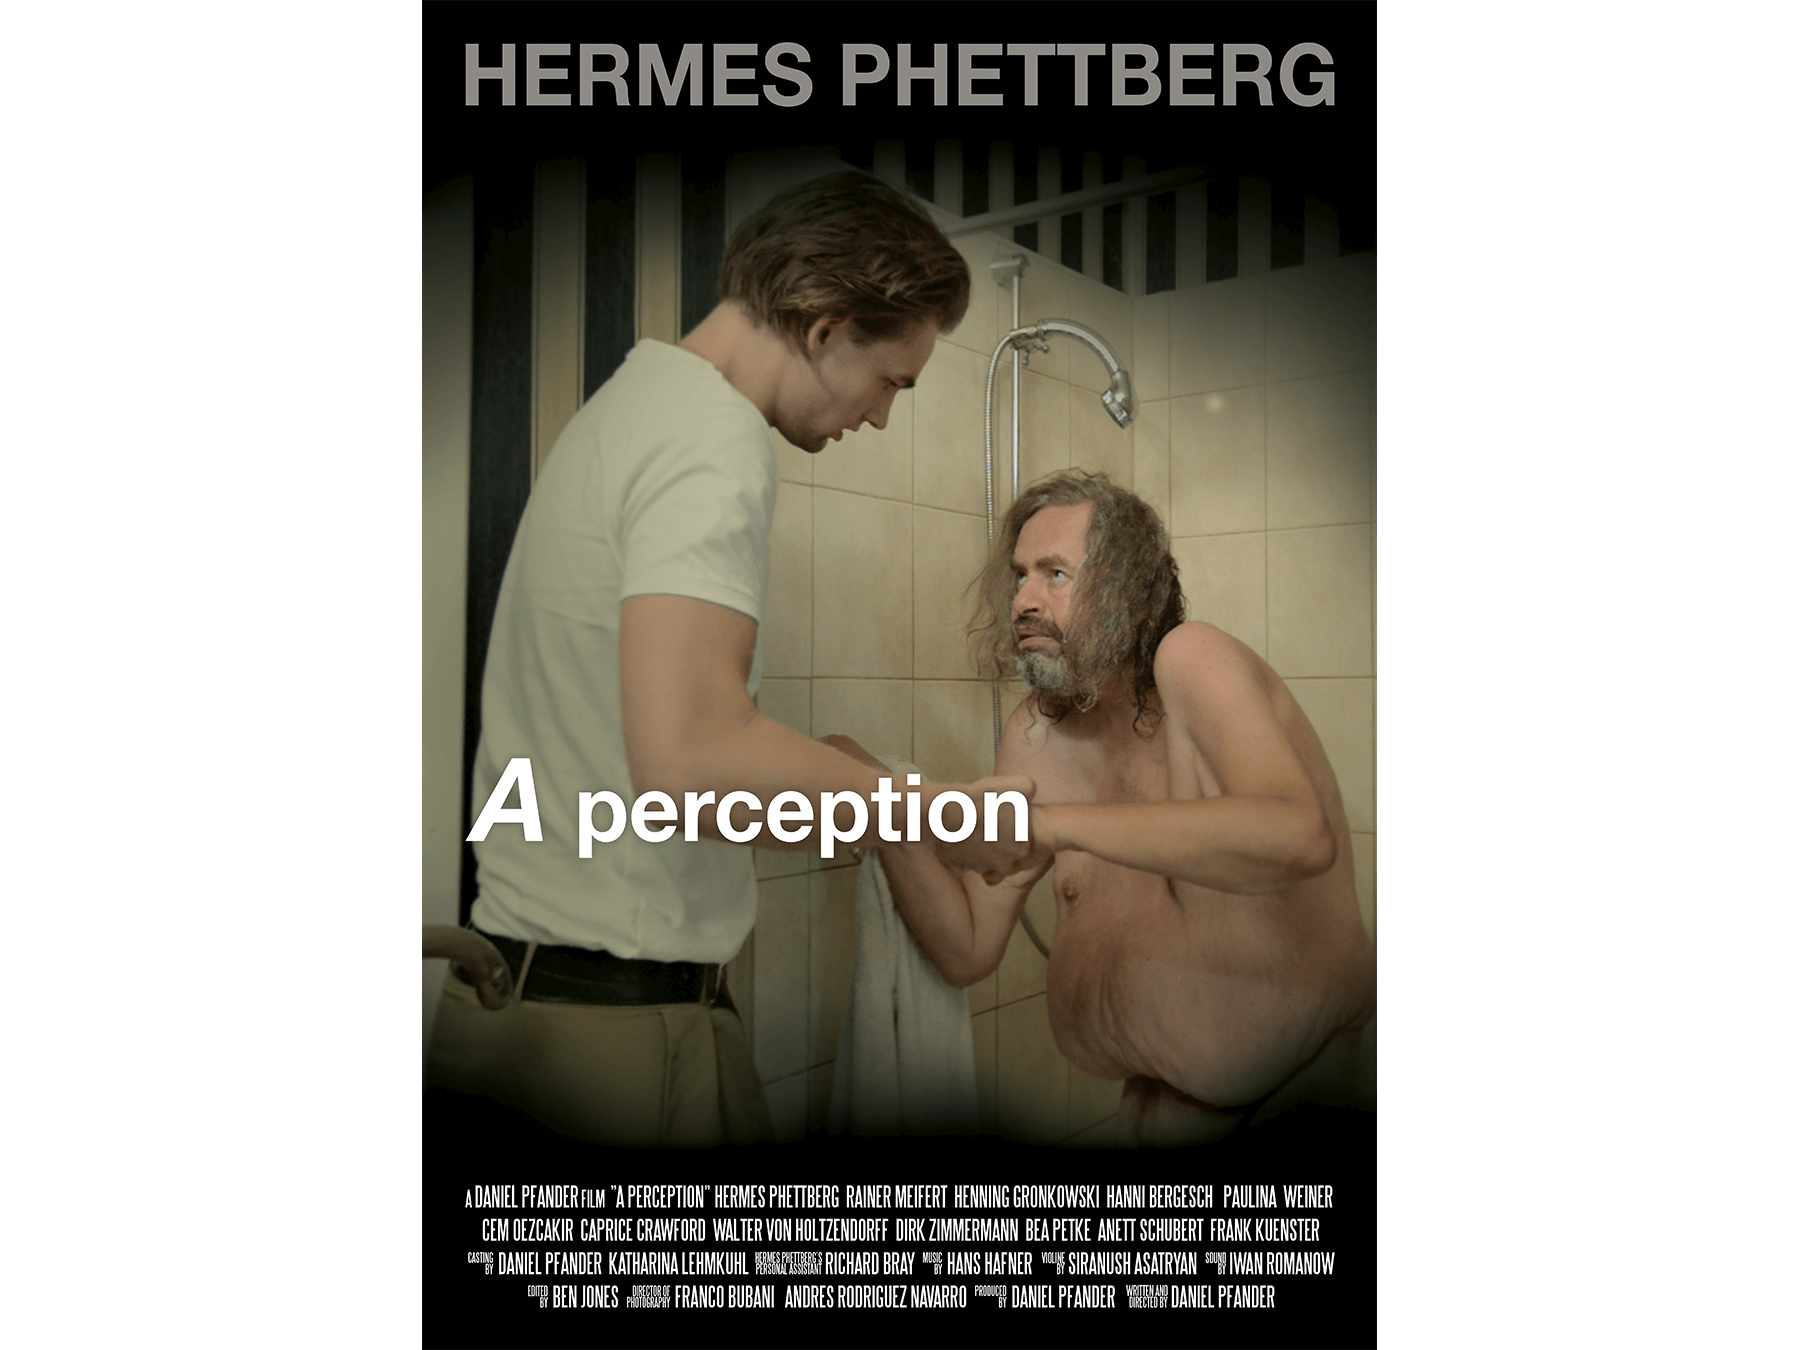 HERMES PHETTBERG
A perception
A DANIEL PFANDER FILM "A PERCEPTION" HERMES PHETTBERG RAINER MEIFERT HENNING GRONKOWSKI HANNI BERGESCH PAULINA WEINER
CEM OEZCAKIR CAPRICE CRAWFORD WALTER VON HOLTZENDORFF DIRK ZIMMERMANN BEA PETKE ANETT SCHUBERT FRANK KUENSTER
CASTING BY DANIEL PFANDER KATHARINA LEHMKUHL HERMES PHETTBERG'S PERSONAL ASSISTANT RICHARD BRAY MUSIC BY HANS HAFNER VIOLINE BY SIRANUSH ASATRYAN SOUND BY IWAN ROMANOW
EDITED BY BEN JONES DIRECTOR OF PHOTOGRAPHY FRANCO BUBANI ANDRES RODRIGUEZ NAVARRO PRODUCED BY DANIEL PFANDER WRITTEN AND DIRECTED BY DANIEL PFANDER